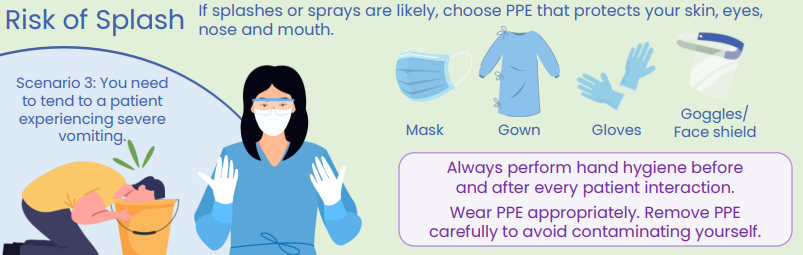 Risk of Splash
If splashes or sprays are likely, choose PPE that protects your skin, eyes,
nose and mouth.
Scenario 3: You need
to tend to a patient
experiencing severe
vomiting.
Mask
Gown
Gloves
Goggles/
Face shield
Always perform hand hygiene before
and after every patient interaction.
Wear PPE appropriately. Remove PPE
carefully to avoid contaminating yourself.